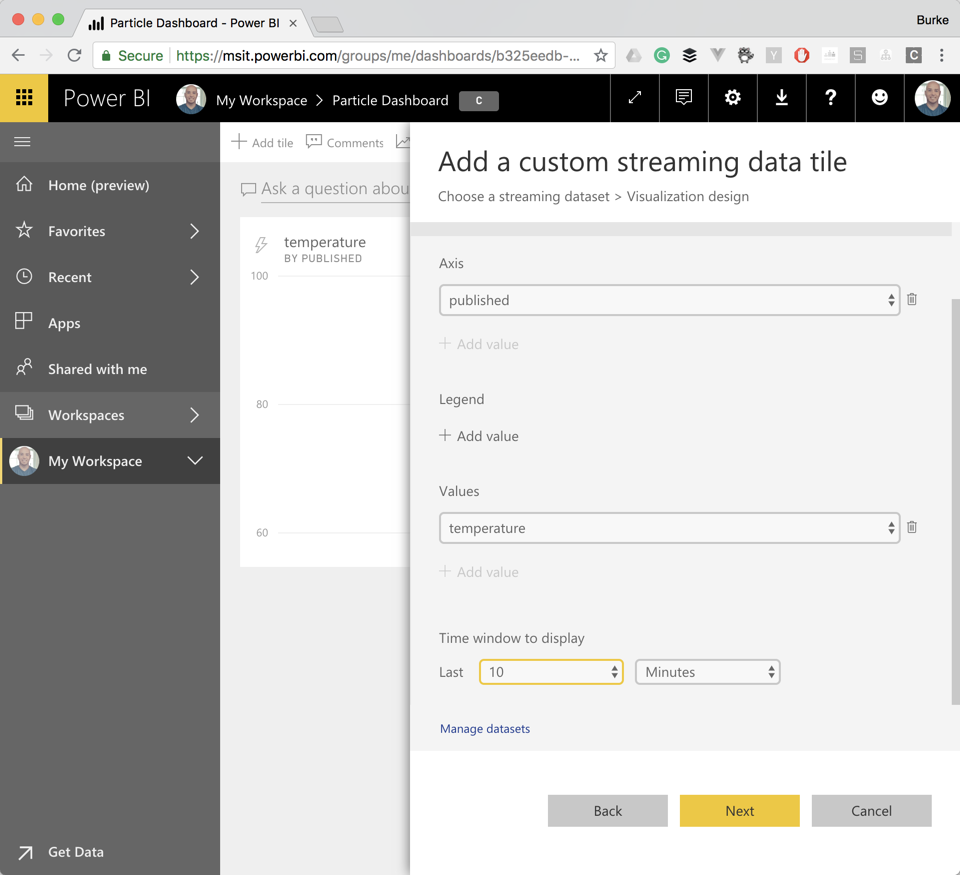 Particle Dashboard - Power BI
Burke
Secure https://msit.powerbi.com/groups/me/dashboards/b325eedb-...
Power BI My Workspace > Particle Dashboard C ?
Home (preview)
Favorites
Recent
Apps
Shared with me
Workspaces
My Workspace
Get Data
Add tile Comments
Ask a question abou
temperature
BY PUBLISHED
100
80
60
Add a custom streaming data tile
Choose a streaming dataset > Visualization design
Axis
published
+ Add value
Legend
+ Add value
Values
temperature
+ Add value
Time window to display
Last 10 Minutes
Manage datasets
Back Next Cancel